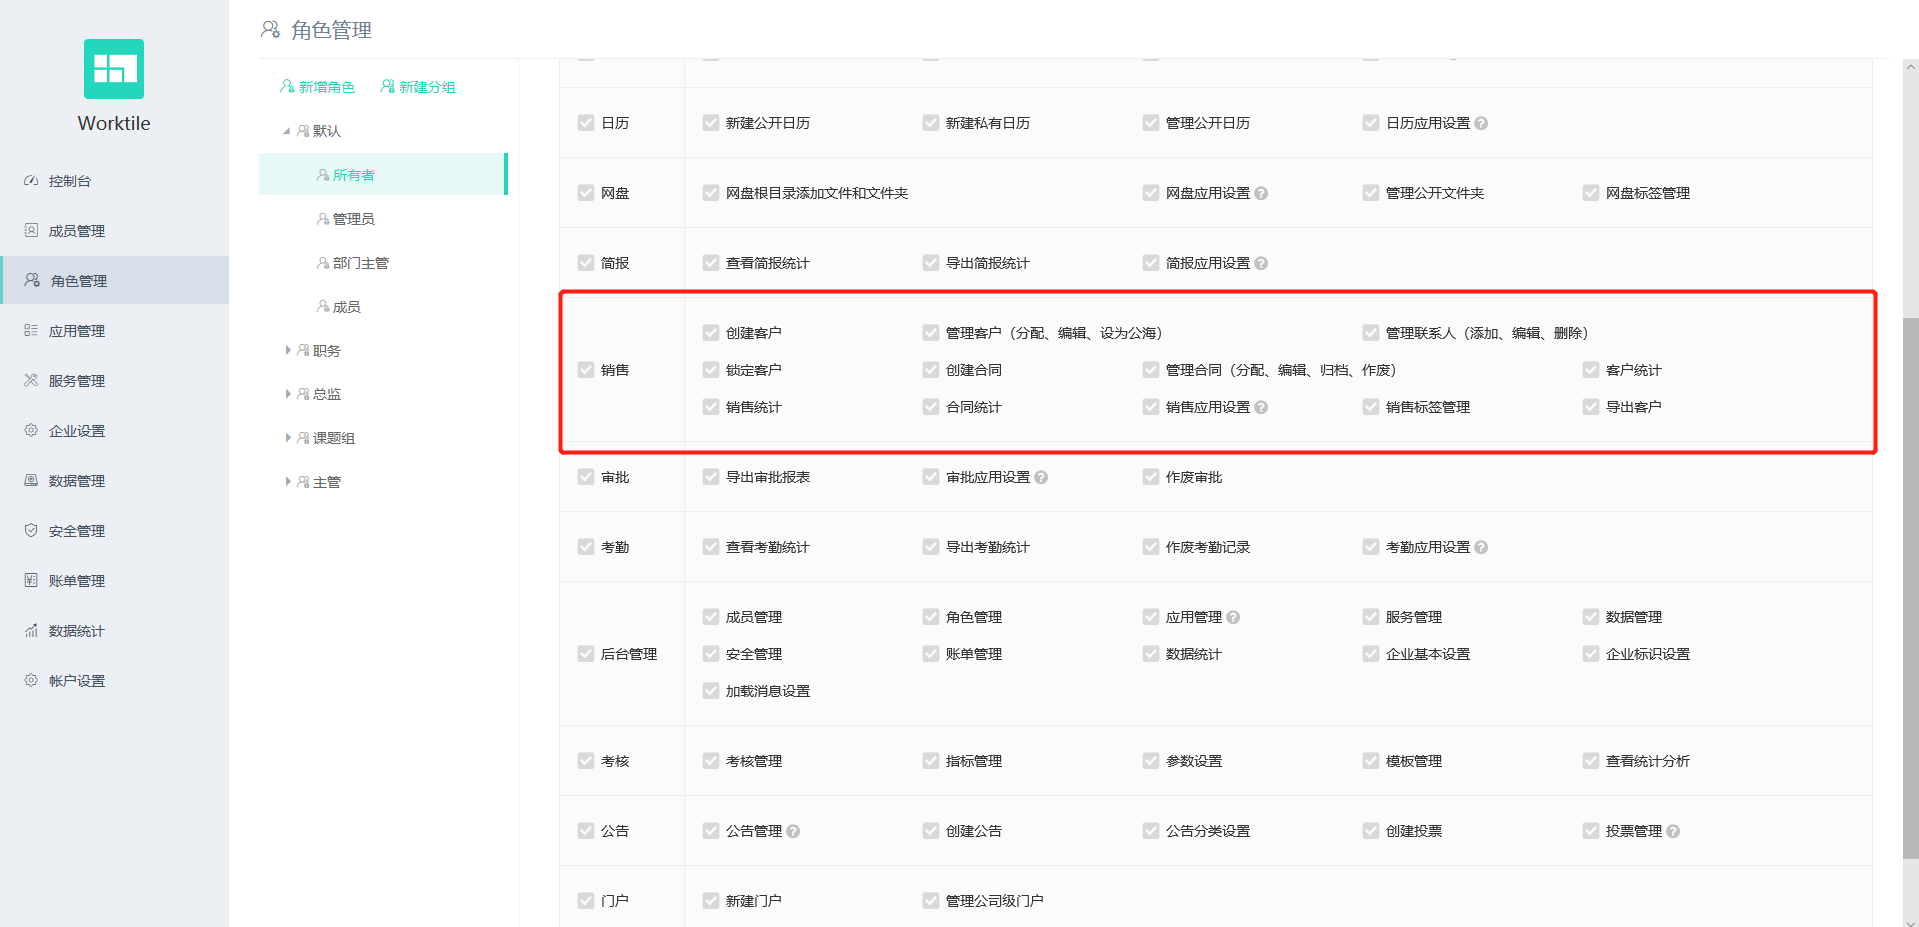 Worktile
控制台
成员管理
角色管理
应用管理
服务管理
企业设置
数据管理
安全管理
账单管理
数据统计
帐户设置
角色管理
新增角色 新建分组
默认
所有者
管理员
部门主管
成员
职务
总监
课题组
主管
日历 新建公开日历 新建私有日历 管理公开日历 日历应用设置
网盘 网盘根目录添加文件和文件夹 网盘应用设置 管理公开文件夹 网盘标签管理
简报 查看简报统计 导出简报统计 简报应用设置
创建客户 管理客户（分配、编辑、设为公海） 管理联系人（添加、编辑、删除）
销售 锁定客户 创建合同 管理合同（分配、编辑、归档、作废） 客户统计
销售统计 合同统计 销售应用设置 销售标签管理 导出客户
审批 导出审批报表 审批应用设置 作废审批
考勤 查看考勤统计 导出考勤统计 作废考勤记录 考勤应用设置
成员管理 角色管理 应用管理 服务管理 数据管理
后台管理 安全管理 账单管理 数据统计 企业基本设置 企业标识设置
加载消息设置
考核 考核管理 指标管理 参数设置 模板管理 查看统计分析
公告 公告管理 创建公告 公告分类设置 创建投票 投票管理
门户 新建门户 管理公司级门户